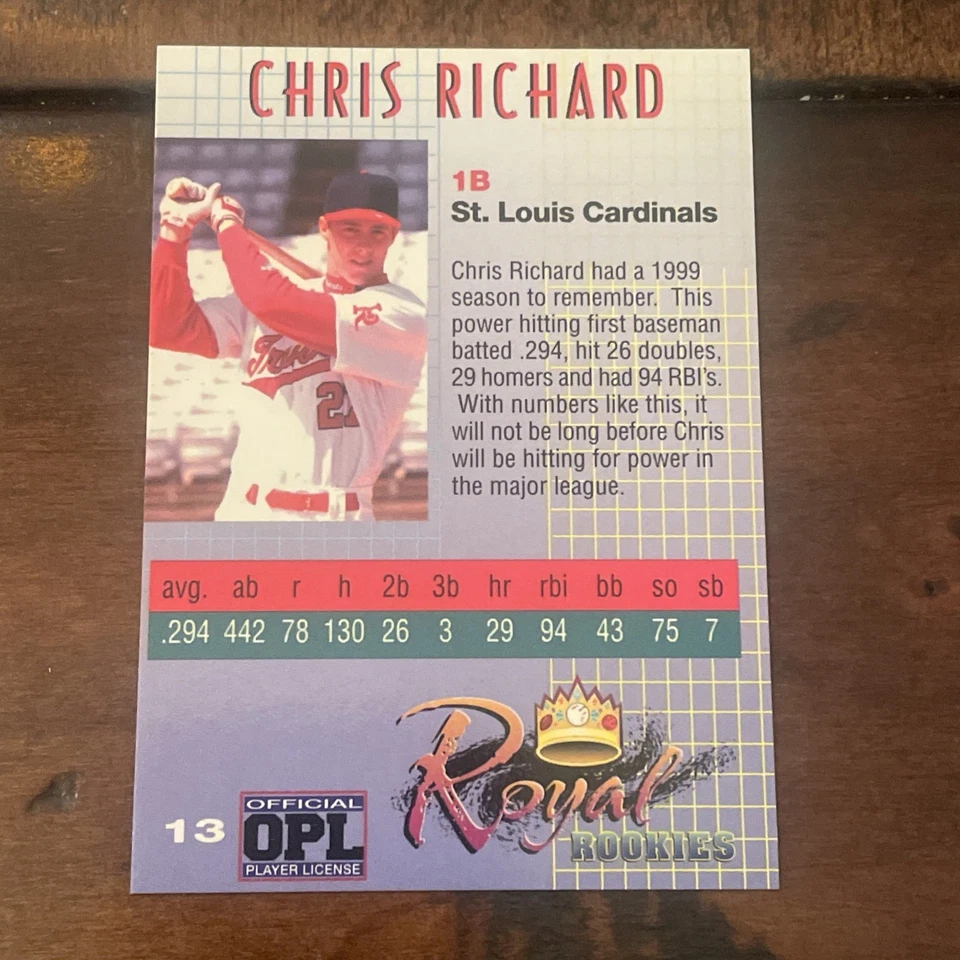 CHRIS RICHARD
1B
St. Louis Cardinals
Chris Richard had a 1999
season to remember. This
power hitting first baseman
batted .294, hit 26 doubles,
29 homers and had 94 RBI's.
With numbers like this, it
will not be long before Chris
will be hitting for power in
the major league.
avg. ab r h 2b 3b hr rbi bb so sb
.294 442 78 130 26 3 29 94 43 75 7
Royal
ROOKIES
13
OFFICIAL
OPL
PLAYER LICENSE